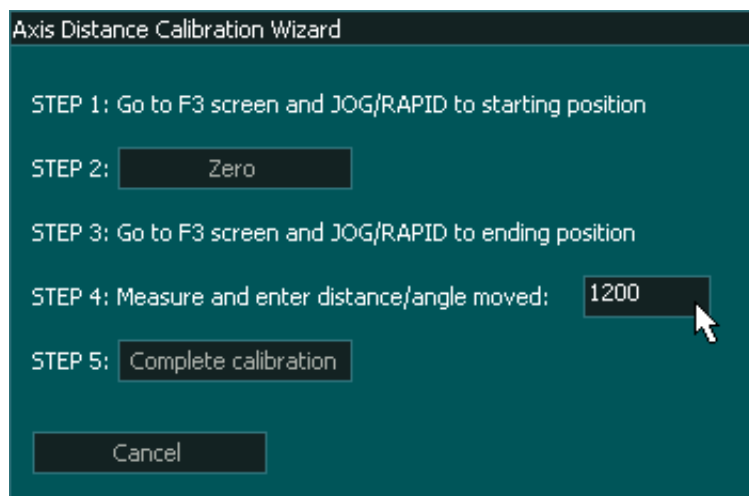 Axis Distance Calibration Wizard
STEP 1: Go to F3 screen and JOG/RAPID to starting position
STEP 2: Zero
STEP 3: Go to F3 screen and JOG/RAPID to ending position
STEP 4: Measure and enter distance/angle moved: 1200
STEP 5: Complete calibration
Cancel